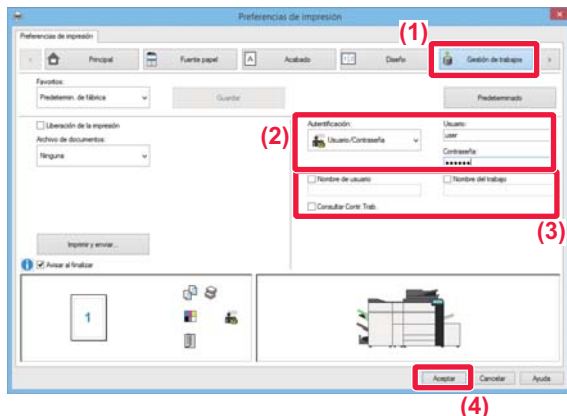 Preferencias de impresión
Preferencias de impresión
(1)
Principal Fuente papel Acabado Diseño Gestión de trabajos
Favoritos:
Predetermin. de fábrica Guardar Predeterminado
Liberación de la impresión
Archivo de documentos:
Ninguna
(2)
Autentificación: Usuario:
Usuario/Contraseña user
Contraseña:
••••••
Nombre de usuario Nombre del trabajo
Consultar Contr. Trab.
(3)
Imprimir y enviar...
Avisar al finalizar
1
Aceptar Cancelar Ayuda
(4)